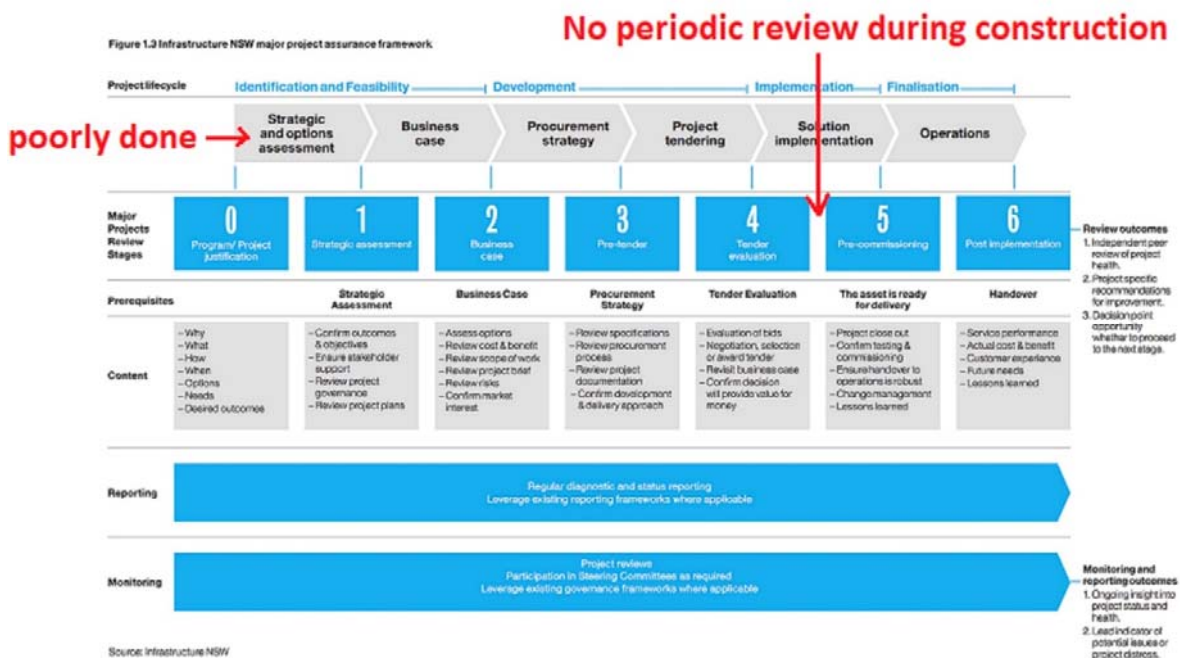 No periodic review during construction
Figure 1.3 Infrastructure NSW major project assurance framework
Project lifecycle
Identification and Feasibility
Development
Implementation
Finalisation
poorly done
Strategic
and options
assessment
Business
case
Procurement
strategy
Project
tendering
Solution
implementation
Operations
Major
Projects
Review
Stages
0
Program/ Project
justification
1
Strategic assessment
2
Business
case
3
Pre-tender
4
Tender
evaluation
5
Pre-commissioning
6
Post implementation
Review outcomes
1. Independent peer
review of project
health.
2. Project specific
recommendations
for improvement.
3. Decision point
opportunity
whether to proceed
to the next stage.
Prerequisites
Strategic
Assessment
Business Case
Procurement
Strategy
Tender Evaluation
The asset is ready
for delivery
Handover
Content
– Why
– What
– How
– When
– Options
– Needs
– Desired outcomes
– Confirm outcomes
& objectives
– Ensure stakeholder
support
– Review project
governance
– Review project plans
– Assess options
– Review cost & benefit
– Review scope of work
– Review project brief
– Review risks
– Confirm market
interest
– Review specifications
– Review procurement
process
– Review project
documentation
– Confirm development
& delivery approach
– Evaluation of bids
– Negotiation, selection
or award tender
– Revisit business case
– Confirm decision
will provide value for
money
– Project close out
– Confirm testing &
commissioning
– Ensure handover to
operations is robust
– Change management
– Lessons learned
– Service performance
– Actual cost & benefit
– Customer experience
– Future needs
– Lessons learned
Reporting
Regular diagnostic and status reporting
Leverage existing reporting frameworks where applicable
Monitoring
Project reviews
Participation in Steering Committees as required
Leverage existing governance frameworks where applicable
Monitoring and
reporting outcomes
1. Ongoing insight into
project status and
health.
2. Lead indicator of
potential issues or
project distress.
Source: Infrastructure NSW